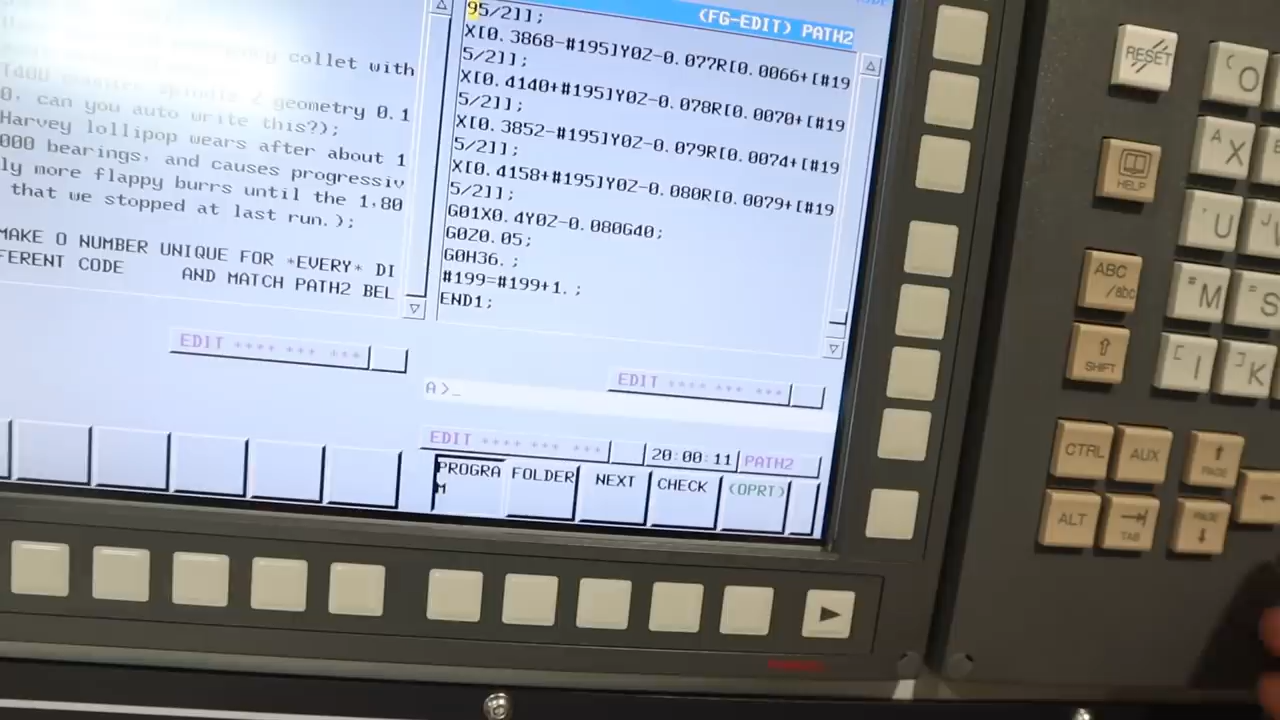 (FG-EDIT) PATH2
collet with
T400 spindle 2 geometry 0.1
0, can you auto write this?);
Harvey lollipop wears after about 1
000 bearings, and causes progressiv
ly more flappy burrs until the 1,80
that we stopped at last run.);
MAKE O NUMBER UNIQUE FOR *EVERY* DI
FERENT CODE AND MATCH PATH2 BEL
EDIT **** *** ***
95/2]];
X[0.3868-#195]Y0Z-0.077R[0.0066+[#19
5/2]];
X[0.4140+#195]Y0Z-0.078R[0.0070+[#19
5/2]];
X[0.3852-#195]Y0Z-0.079R[0.0074+[#19
5/2]];
X[0.4158+#195]Y0Z-0.080R[0.0079+[#19
5/2]];
G01X0.4Y0Z-0.080G40;
G0Z0.05;
G0H36.;
#199=#199+1.;
END1;
EDIT **** *** ***
A>_
EDIT **** *** ***
20:00:11
PATH2
PROGRA
M
FOLDER
NEXT
CHECK
(OPRT)
RESET
( O
HELP
A X
U
ABC
/abc
# M
= S
SHIFT
[ I
] K
CTRL
AUX
PAGE
ALT
TAB
PAGE